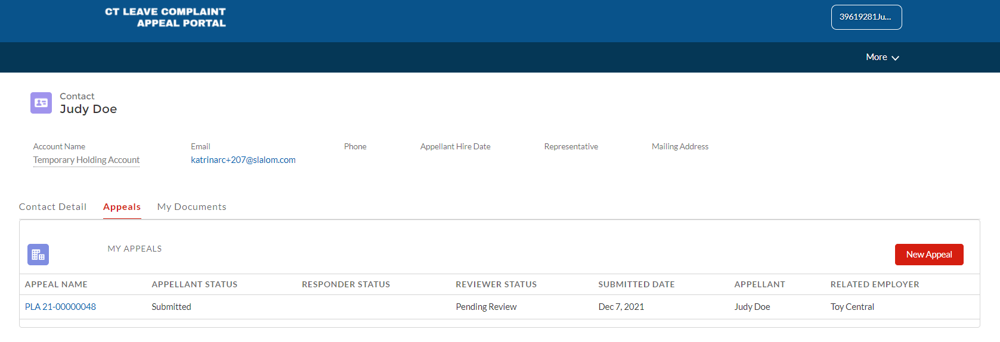 CT LEAVE COMPLAINT
APPEAL PORTAL
39619281Ju...
More
Contact
Judy Doe
Account Name Email Phone Appellant Hire Date Representative Mailing Address
Temporary Holding Account katrinarc+207@slalom.com
Contact Detail Appeals My Documents
MY APPEALS
New Appeal
APPEAL NAME APPELLANT STATUS RESPONDER STATUS REVIEWER STATUS SUBMITTED DATE APPELLANT RELATED EMPLOYER
PLA 21-00000048 Submitted Pending Review Dec 7, 2021 Judy Doe Toy Central